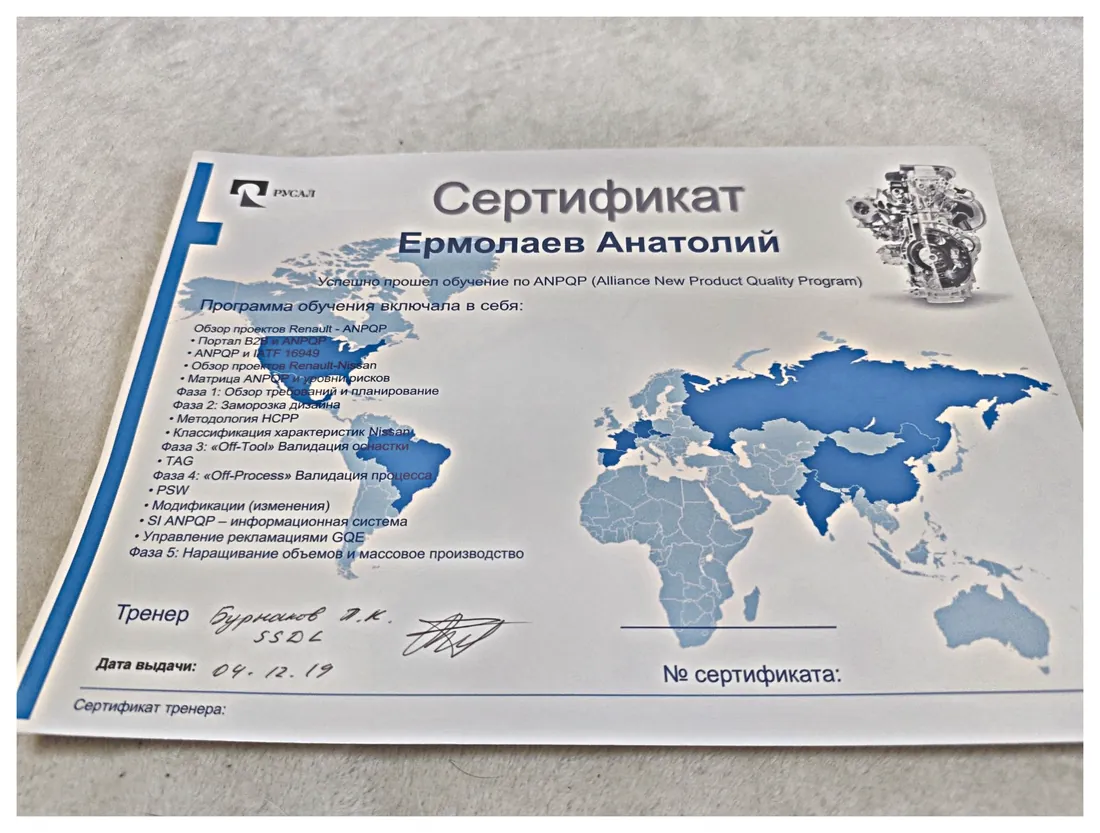 РУСАЛ
Сертификат
Ермолаев Анатолий
Успешно прошел обучение по ANPQP (Alliance New Product Quality Program)
Программа обучения включала в себя:
Обзор проектов Renault - ANPQP
• Портал B2B и ANPQP
• ANPQP и IATF 16949
• Обзор проектов Renault-Nissan
• Матрица ANPQP и уровни рисков
Фаза 1: Обзор требований и планирование
Фаза 2: Заморозка дизайна
• Методология HCPP
• Классификация характеристик Nissan
Фаза 3: «Off-Tool» Валидация оснастки
• TAG
Фаза 4: «Off-Process» Валидация процесса
• PSW
• Модификации (изменения)
• SI ANPQP – информационная система
• Управление рекламациями GQE
Фаза 5: Наращивание объемов и массовое производство
Тренер
SSDL
Дата выдачи: 04.12.19
№ сертификата:
Сертификат тренера: